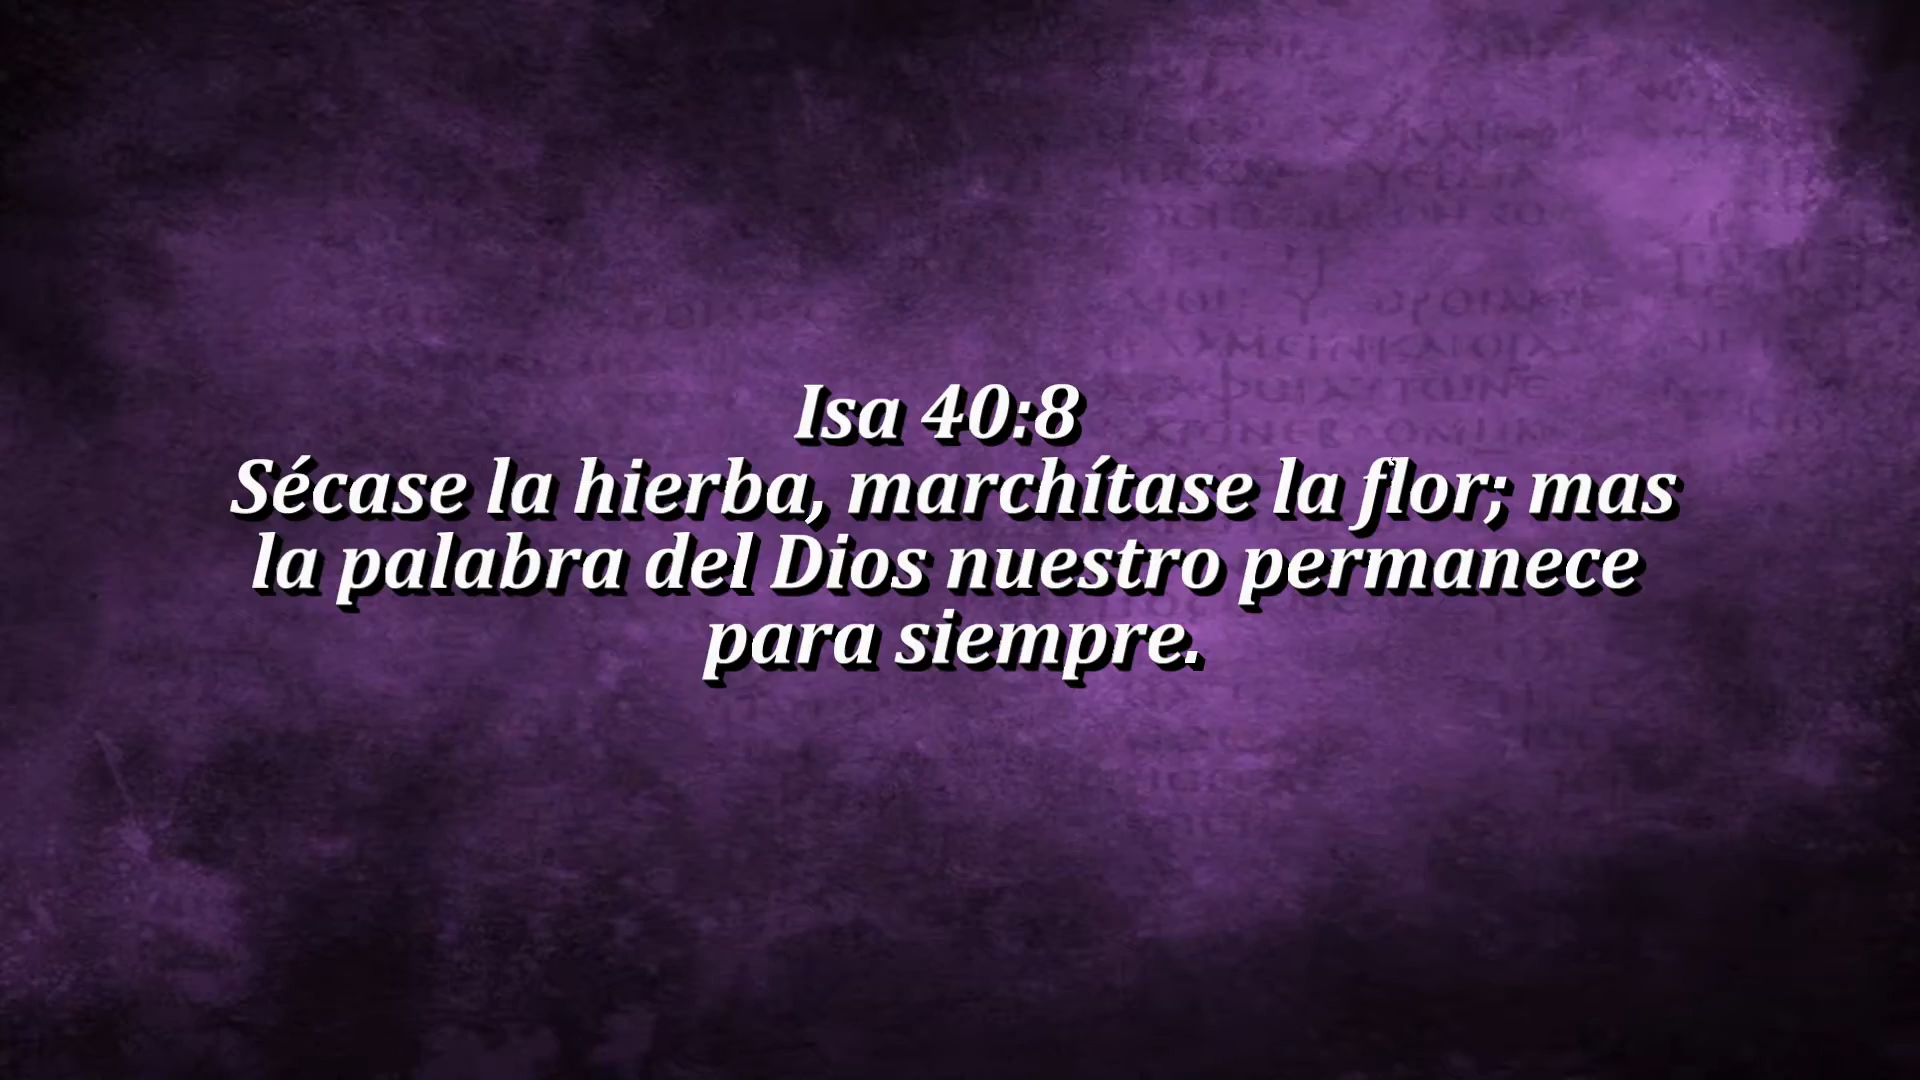 Isa 40:8
Sécase la hierba, marchítase la flor; mas
la palabra del Dios nuestro permanece
para siempre.